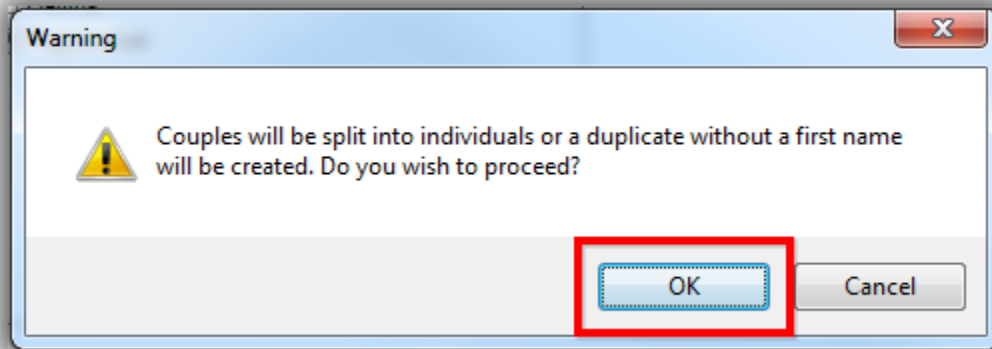 Warning
Couples will be split into individuals or a duplicate without a first name
will be created. Do you wish to proceed?
OK
Cancel